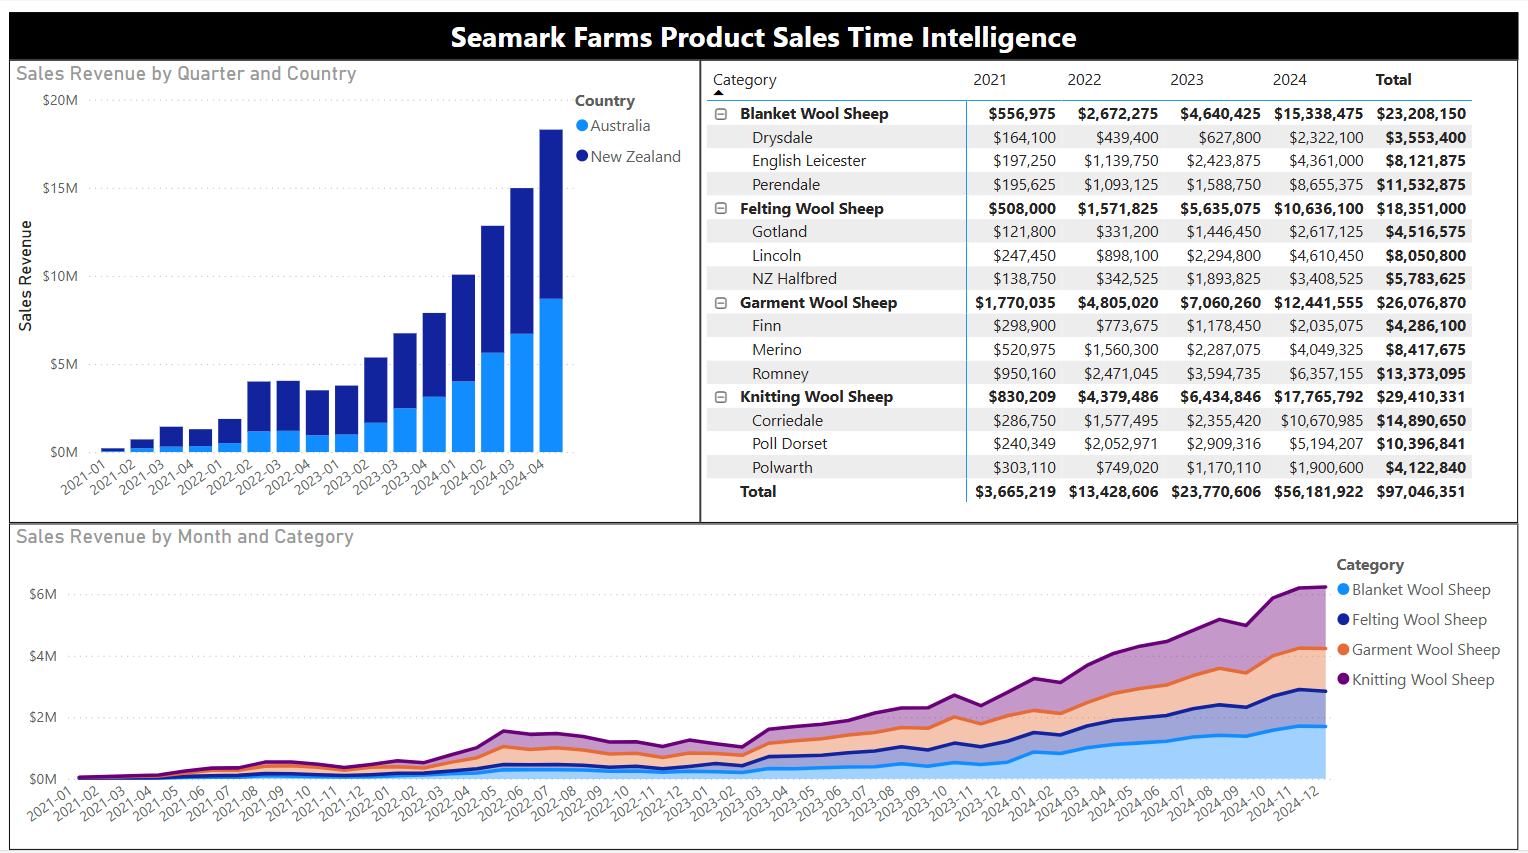 Seamark Farms Product Sales Time Intelligence
Sales Revenue by Quarter and Country
Sales Revenue
$20M
$15M
$10M
$5M
$0M
2021-01 2021-02 2021-03 2021-04 2022-01 2022-02 2022-03 2022-04 2023-01 2023-02 2023-03 2023-04 2024-01 2024-02 2024-03 2024-04
Country
Australia
New Zealand
Category 2021 2022 2023 2024 Total
Blanket Wool Sheep $556,975 $2,672,275 $4,640,425 $15,338,475 $23,208,150
Drysdale $164,100 $439,400 $627,800 $2,322,100 $3,553,400
English Leicester $197,250 $1,139,750 $2,423,875 $4,361,000 $8,121,875
Perendale $195,625 $1,093,125 $1,588,750 $8,655,375 $11,532,875
Felting Wool Sheep $508,000 $1,571,825 $5,635,075 $10,636,100 $18,351,000
Gotland $121,800 $331,200 $1,446,450 $2,617,125 $4,516,575
Lincoln $247,450 $898,100 $2,294,800 $4,610,450 $8,050,800
NZ Halfbred $138,750 $342,525 $1,893,825 $3,408,525 $5,783,625
Garment Wool Sheep $1,770,035 $4,805,020 $7,060,260 $12,441,555 $26,076,870
Finn $298,900 $773,675 $1,178,450 $2,035,075 $4,286,100
Merino $520,975 $1,560,300 $2,287,075 $4,049,325 $8,417,675
Romney $950,160 $2,471,045 $3,594,735 $6,357,155 $13,373,095
Knitting Wool Sheep $830,209 $4,379,486 $6,434,846 $17,765,792 $29,410,331
Corriedale $286,750 $1,577,495 $2,355,420 $10,670,985 $14,890,650
Poll Dorset $240,349 $2,052,971 $2,909,316 $5,194,207 $10,396,841
Polwarth $303,110 $749,020 $1,170,110 $1,900,600 $4,122,840
Total $3,665,219 $13,428,606 $23,770,606 $56,181,922 $97,046,351
Sales Revenue by Month and Category
$6M
$4M
$2M
$0M
2021-01 2021-02 2021-03 2021-04 2021-05 2021-06 2021-07 2021-08 2021-09 2021-10 2021-11 2021-12 2022-01 2022-02 2022-03 2022-04 2022-05 2022-06 2022-07 2022-08 2022-09 2022-10 2022-11 2022-12 2023-01 2023-02 2023-03 2023-04 2023-05 2023-06 2023-07 2023-08 2023-09 2023-10 2023-11 2023-12 2024-01 2024-02 2024-03 2024-04 2024-05 2024-06 2024-07 2024-08 2024-09 2024-10 2024-11 2024-12
Category
Blanket Wool Sheep
Felting Wool Sheep
Garment Wool Sheep
Knitting Wool Sheep